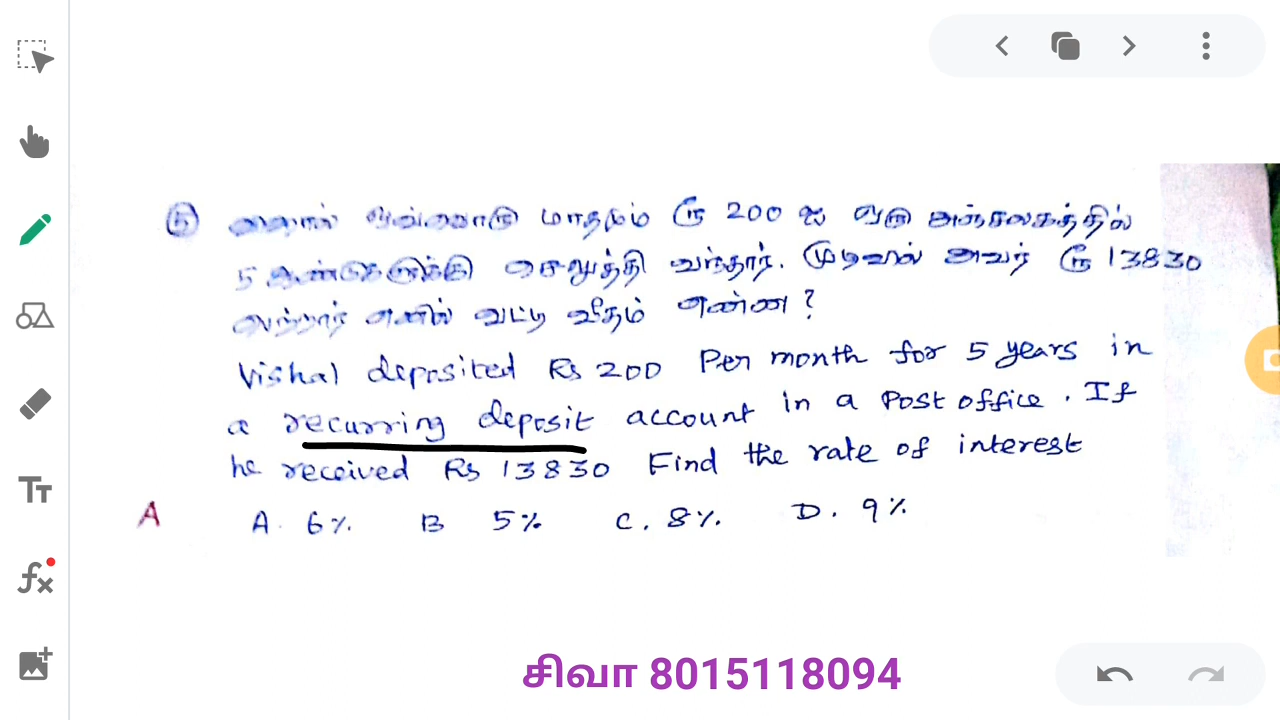 விஷால் ஒவ்வொரு மாதமும் ரூ 200 ஐ ஒரு அஞ்சலகத்தில்
5 ஆண்டுகளுக்கு செலுத்தி வந்தார். முடிவில் அவர் ரூ 13830
பெற்றார் எனில் வட்டி வீதம் என்ன?
Vishal deposited Rs 200 Per month for 5 years in
a recurring deposit account in a Post office. If
he received Rs 13830 Find the rate of interest
A A. 6% B 5% C. 8% D. 9%
சிவா 8015118094